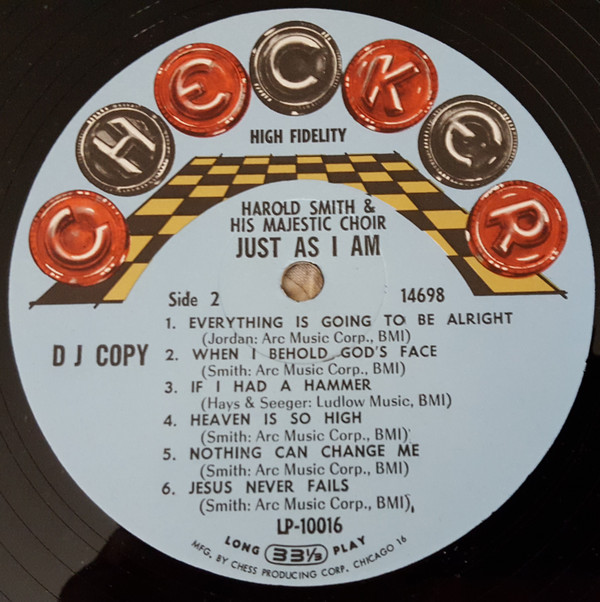 CHECKER
HIGH FIDELITY
HAROLD SMITH &
HIS MAJESTIC CHOIR
JUST AS I AM
Side 2 14698
D J COPY
1. EVERYTHING IS GOING TO BE ALRIGHT
(Jordan: Arc Music Corp., BMI)
2. WHEN I BEHOLD GOD'S FACE
(Smith: Arc Music Corp., BMI)
3. IF I HAD A HAMMER
(Hays & Seeger: Ludlow Music, BMI)
4. HEAVEN IS SO HIGH
(Smith: Arc Music Corp., BMI)
5. NOTHING CAN CHANGE ME
(Smith: Arc Music Corp., BMI)
6. JESUS NEVER FAILS
(Smith: Arc Music Corp., BMI)
LP-10016
LONG 33⅓ PLAY
MFG. BY CHESS PRODUCING CORP. CHICAGO 16